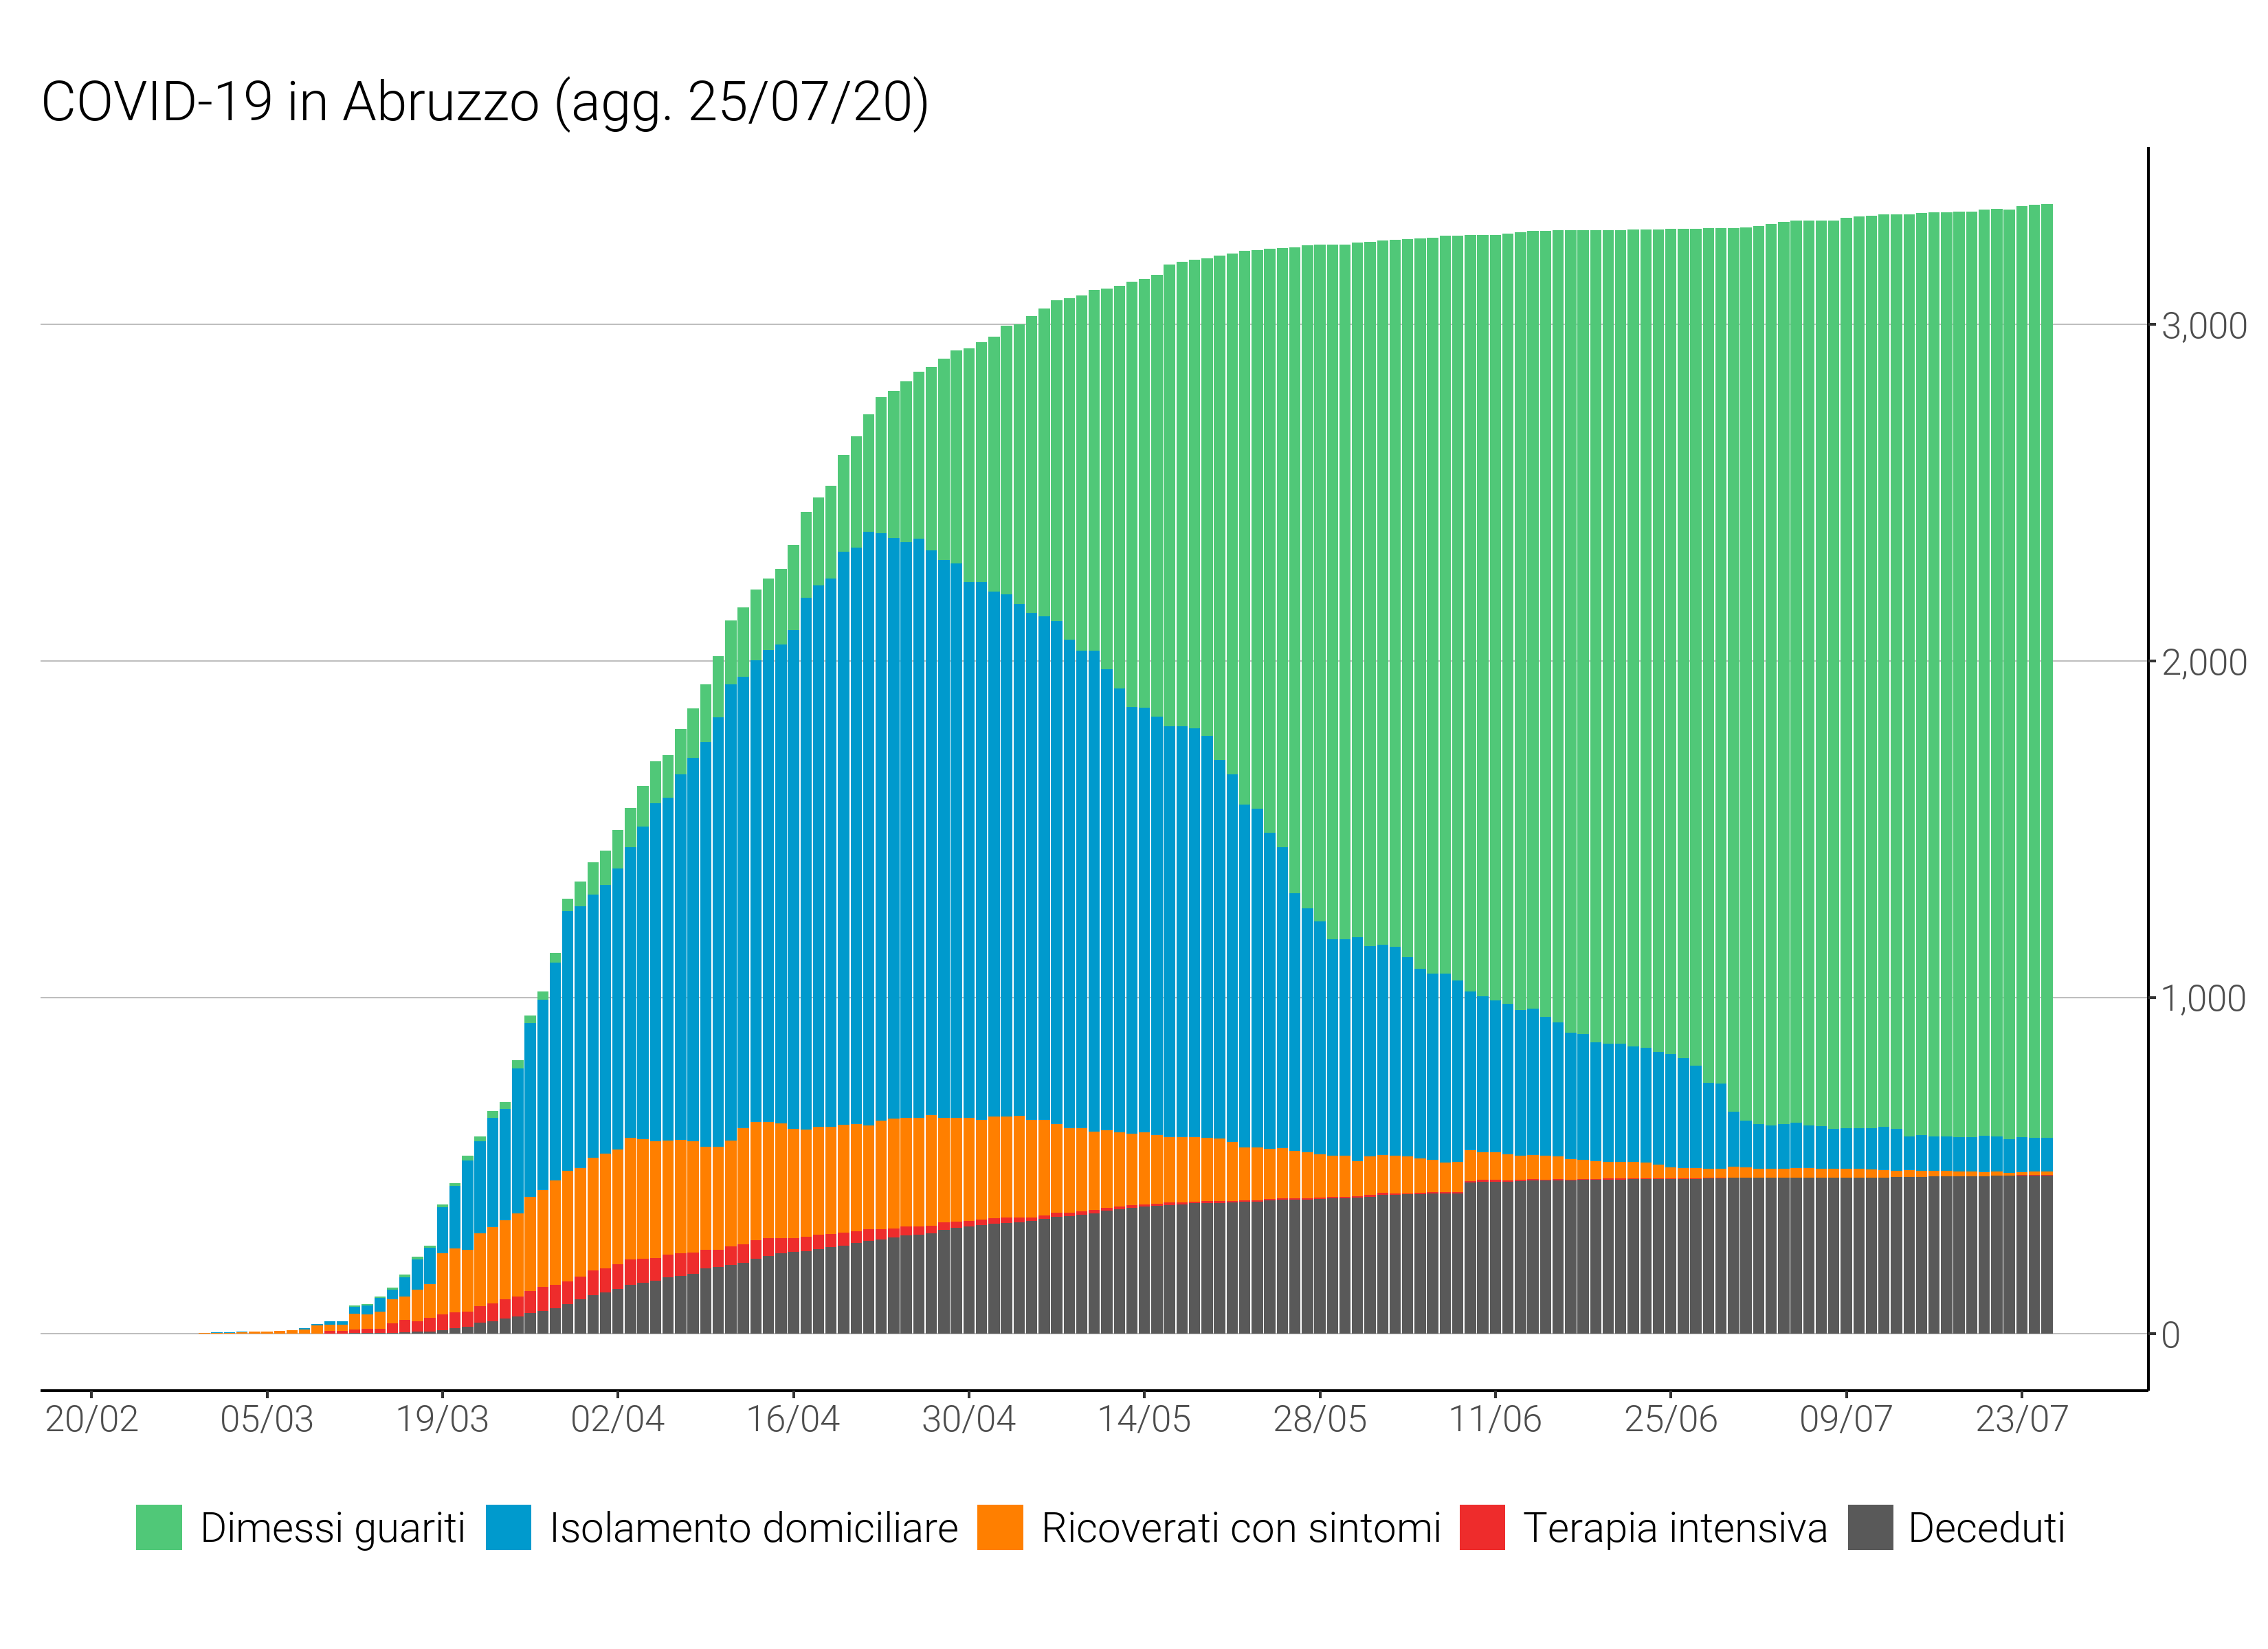 COVID-19 in Abruzzo (agg. 25/07/20)
3,000
2,000
1,000
0
20/02 05/03 19/03 02/04 16/04 30/04 14/05 28/05 11/06 25/06 09/07 23/07
Dimessi guariti Isolamento domiciliare Ricoverati con sintomi Terapia intensiva Deceduti